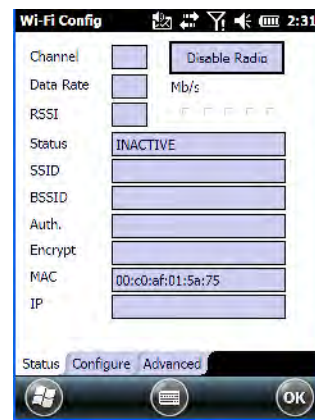 Wi-Fi Config 2:31
Channel Disable Radio
Data Rate Mb/s
RSSI
Status INACTIVE
SSID
BSSID
Auth.
Encrypt
MAC 00:c0:af:01:5a:75
IP
Status Configure Advanced
OK